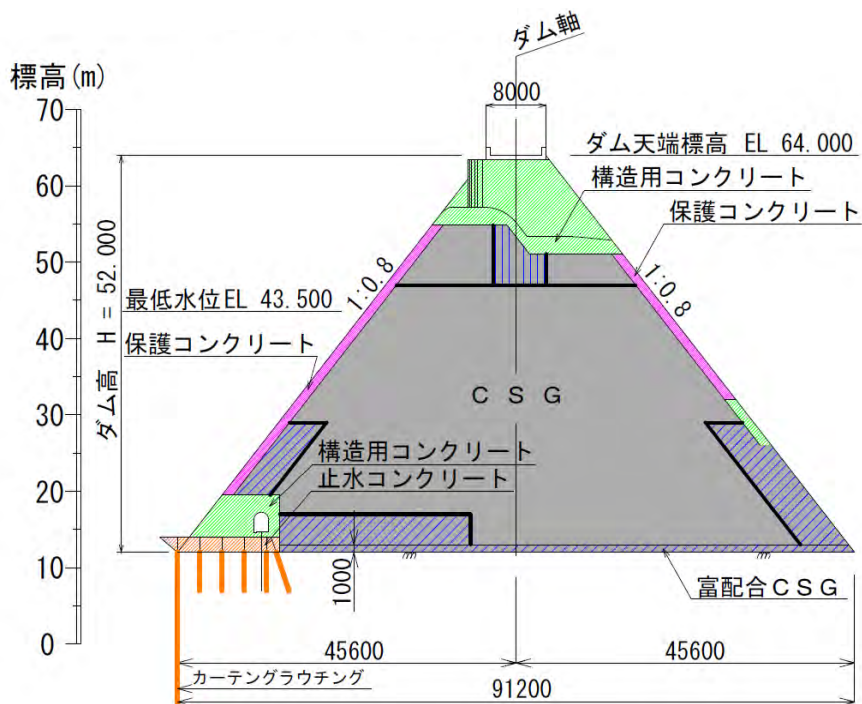 ダム軸
標高(m)
8000
70
ダム天端標高 EL 64.000
構造用コンクリート
60
保護コンクリート
50
1:0.8
1:0.8
最低水位EL 43.500
40
保護コンクリート
ダム高 H = 52.000
CSG
30
構造用コンクリート
止水コンクリート
20
10
1000
富配合CSG
0
45600
45600
カーテングラウチング
91200